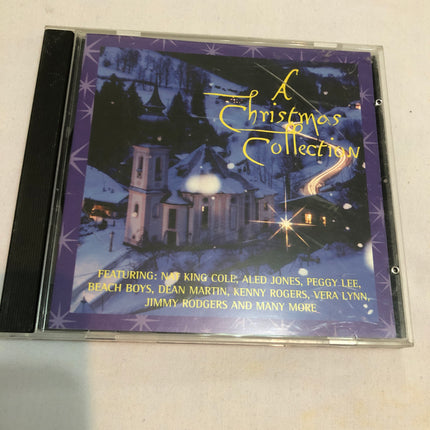 A
Christmas
Collection
FEATURING: NAT KING COLE, ALED JONES, PEGGY LEE,
BEACH BOYS, DEAN MARTIN, KENNY ROGERS, VERA LYNN,
JIMMY RODGERS AND MANY MORE